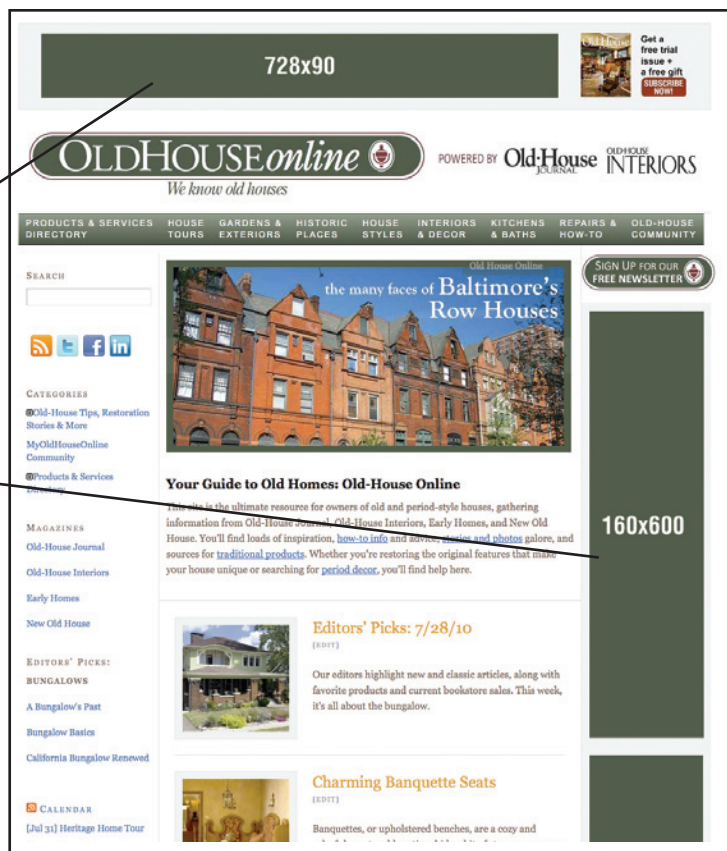 728x90
Old-House
Get a
free trial
issue +
a free gift
SUBSCRIBE
NOW!
OLDHOUSEonline
We know old houses
POWERED BY Old-House JOURNAL OLD-HOUSE INTERIORS
PRODUCTS & SERVICES DIRECTORY
HOUSE TOURS
GARDENS & EXTERIORS
HISTORIC PLACES
HOUSE STYLES
INTERIORS & DECOR
KITCHENS & BATHS
REPAIRS & HOW-TO
OLD-HOUSE COMMUNITY
SEARCH
CATEGORIES
Old-House Tips, Restoration
Stories & More
MyOldHouseOnline
Community
Products & Services
Directory
MAGAZINES
Old-House Journal
Old-House Interiors
Early Homes
New Old House
EDITORS' PICKS:
BUNGALOWS
A Bungalow's Past
Bungalow Basics
California Bungalow Renewed
CALENDAR
[Jul 31] Heritage Home Tour
Old House Online
the many faces of Baltimore's
Row Houses
Your Guide to Old Homes: Old-House Online
This site is the ultimate resource for owners of old and period-style houses, gathering
information from Old-House Journal, Old-House Interiors, Early Homes, and New Old
House. You'll find loads of inspiration, how-to info and advice, stories and photos galore, and
sources for traditional products. Whether you're restoring the original features that make
your house unique or searching for period decor, you'll find help here.
Editors' Picks: 7/28/10
[EDIT]
Our editors highlight new and classic articles, along with
favorite products and current bookstore sales. This week,
it's all about the bungalow.
Charming Banquette Seats
[EDIT]
Banquettes, or upholstered benches, are a cozy and
SIGN UP FOR OUR
FREE NEWSLETTER
160x600